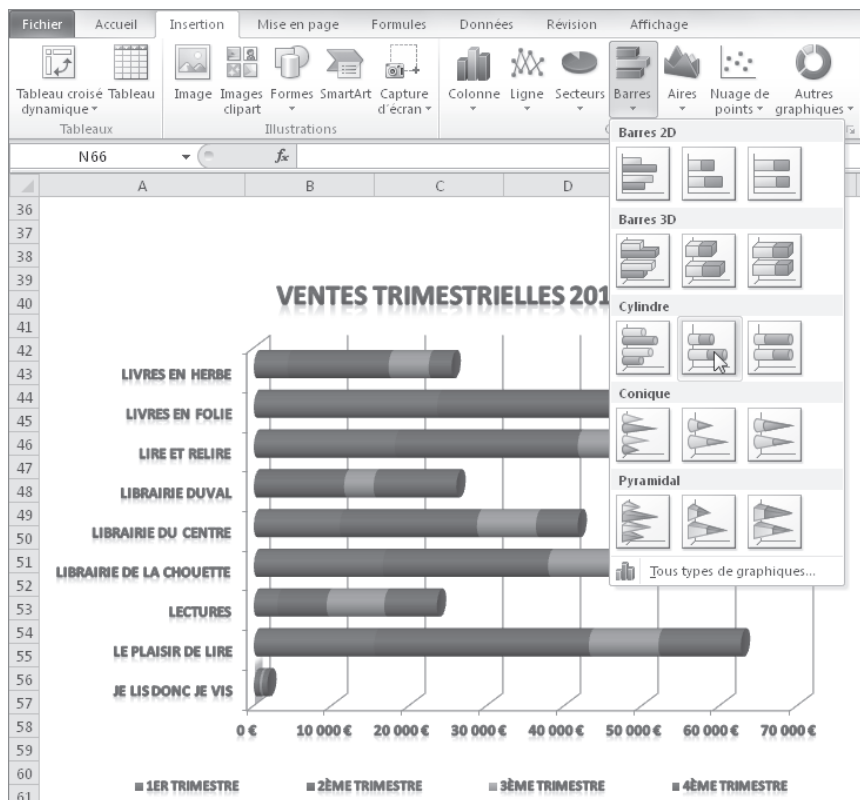 Fichier Accueil Insertion Mise en page Formules Données Révision Affichage
Tableau croisé dynamique Tableau Image Images clipart Formes SmartArt Capture d'écran Colonne Ligne Secteurs Barres Aires Nuage de points Autres graphiques
Tableaux Illustrations
N66 fx
A B C D
Barres 2D
Barres 3D
Cylindre
Conique
Pyramidal
Tous types de graphiques...
36
37
38
39
40
41
42
43
44
45
46
47
48
49
50
51
52
53
54
55
56
57
58
59
60
61
VENTES TRIMESTRIELLES 201
LIVRES EN HERBE
LIVRES EN FOLIE
LIRE ET RELIRE
LIBRAIRIE DUVAL
LIBRAIRIE DU CENTRE
LIBRAIRIE DE LA CHOUETTE
LECTURES
LE PLAISIR DE LIRE
JE LIS DONC JE VIS
0 € 10 000 € 20 000 € 30 000 € 40 000 € 50 000 € 60 000 € 70 000 €
1ER TRIMESTRE 2ÈME TRIMESTRE 3ÈME TRIMESTRE 4ÈME TRIMESTRE